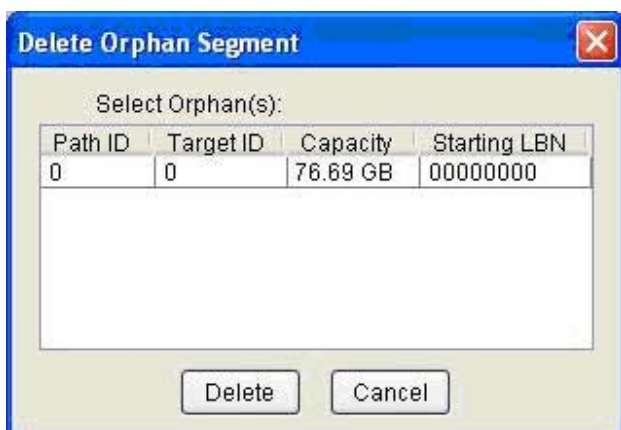 Delete Orphan Segment
Select Orphan(s):
Path ID Target ID Capacity Starting LBN
0 0 76.69 GB 00000000
Delete Cancel